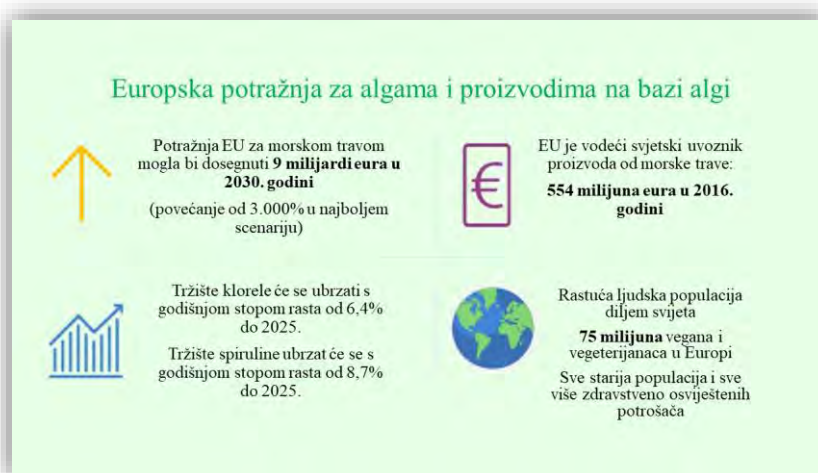 Europska potražnja za algama i proizvodima na bazi algi
Potražnja EU za morskom travom
mogla bi dosegnuti 9 milijardi eura u
2030. godini
(povećanje od 3.000% u najboljem
scenariju)
€
EU je vodeći svjetski uvoznik
proizvoda od morske trave:
554 milijuna eura u 2016.
godini
Tržište klorele će se ubrzati s
godišnjom stopom rasta od 6,4%
do 2025.
Tržište spiruline ubrzat će se s
godišnjom stopom rasta od 8,7%
do 2025.
Rastuća ljudska populacija
diljem svijeta
75 milijuna vegana i
vegeterijanaca u Europi
Sve starija populacija i sve
više zdravstveno osviještenih
potrošača